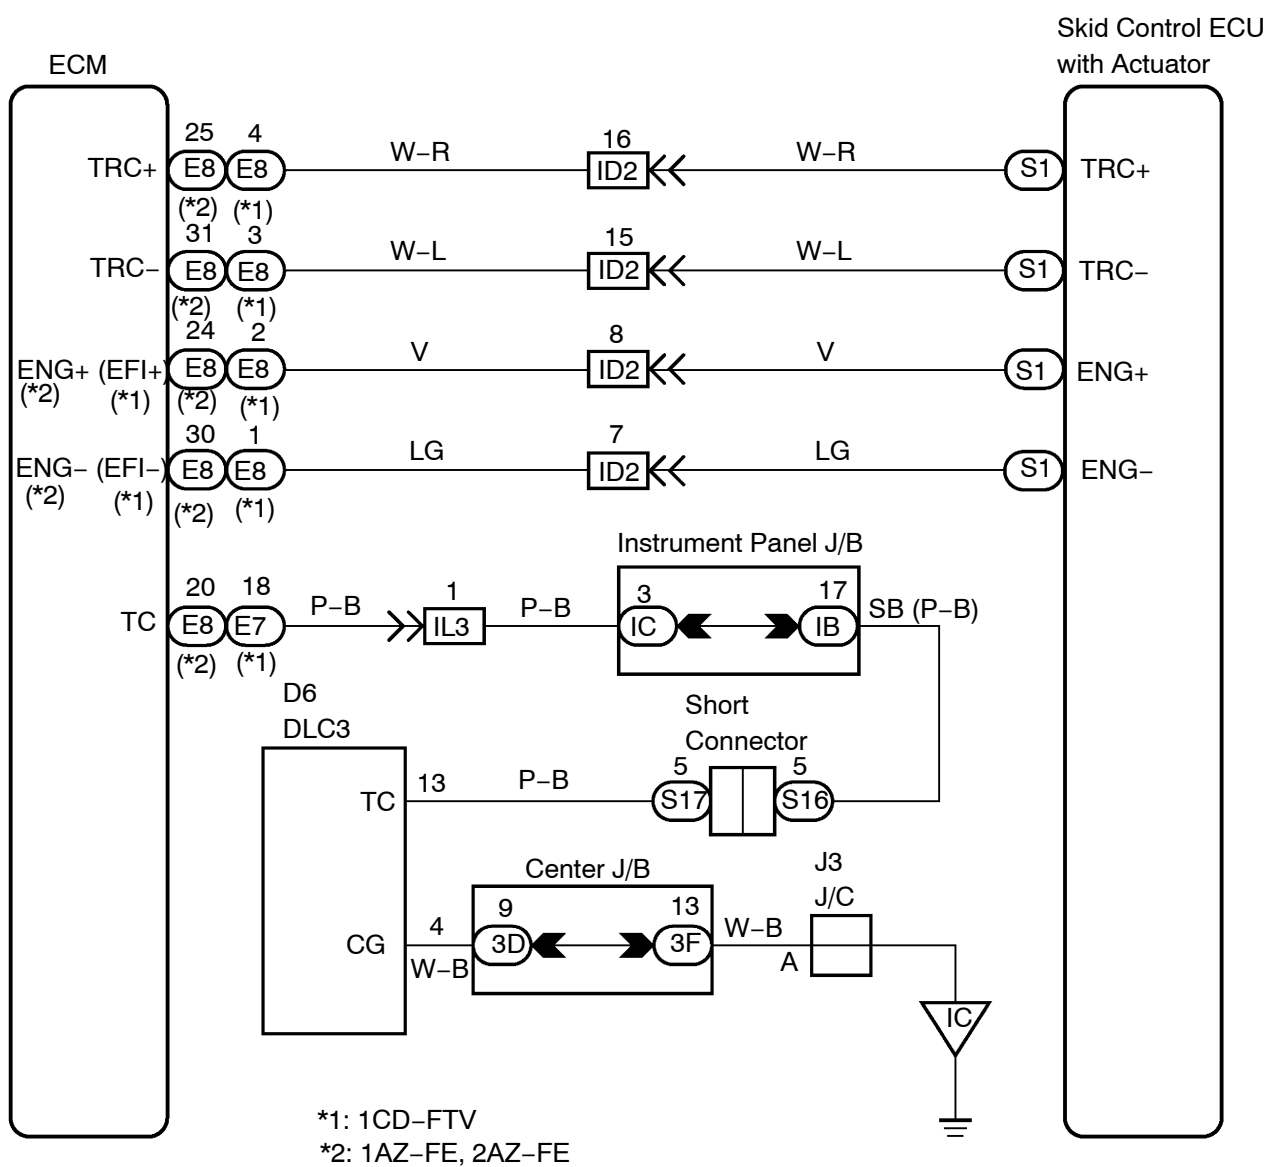 Skid Control ECU
with Actuator
ECM
25 4 16
TRC+ E8 E8 W−R ID2 W−R S1 TRC+
(*2) (*1)
31 3 15
TRC− E8 E8 W−L ID2 W−L S1 TRC−
(*2) (*1)
24 2 8
ENG+ (EFI+) E8 E8 V ID2 V S1 ENG+
(*2) (*1) (*2) (*1)
30 1 7
ENG− (EFI−) E8 E8 LG ID2 LG S1 ENG−
(*2) (*1) (*2) (*1)
Instrument Panel J/B
20 18 1 3 17
TC E8 E7 P−B IL3 P−B IC IB SB (P−B)
(*2) (*1)
D6
DLC3
Short
Connector
13 5 5
TC P−B S17 S16
Center J/B
J3
J/C
4 9 13
CG W−B 3D 3F W−B A
IC
*1: 1CD−FTV
*2: 1AZ−FE, 2AZ−FE